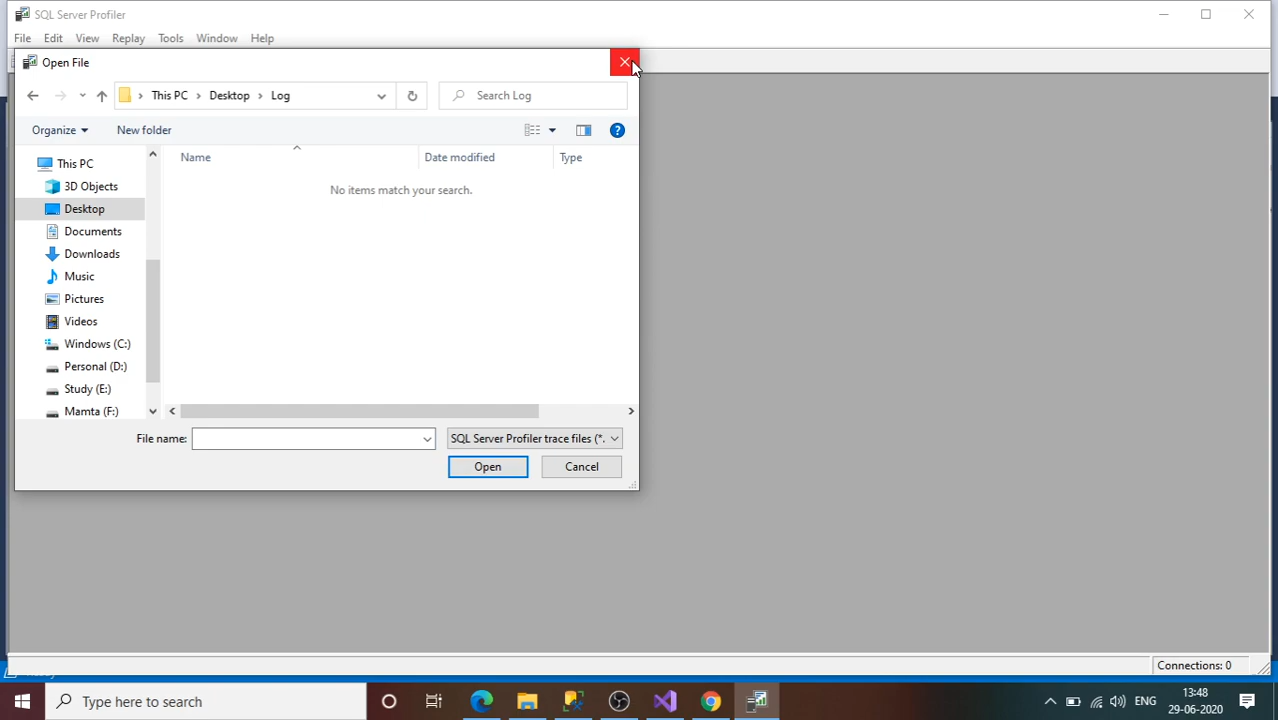 SQL Server Profiler
File Edit View Replay Tools Window Help
Open File
This PC Desktop Log
Search Log
Organize New folder
Name Date modified Type
No items match your search.
This PC
3D Objects
Desktop
Documents
Downloads
Music
Pictures
Videos
Windows (C:)
Personal (D:)
Study (E:)
Mamta (F:)
File name:
SQL Server Profiler trace files (*.
Open Cancel
Connections: 0
Type here to search
ENG
13:48
29-06-2020